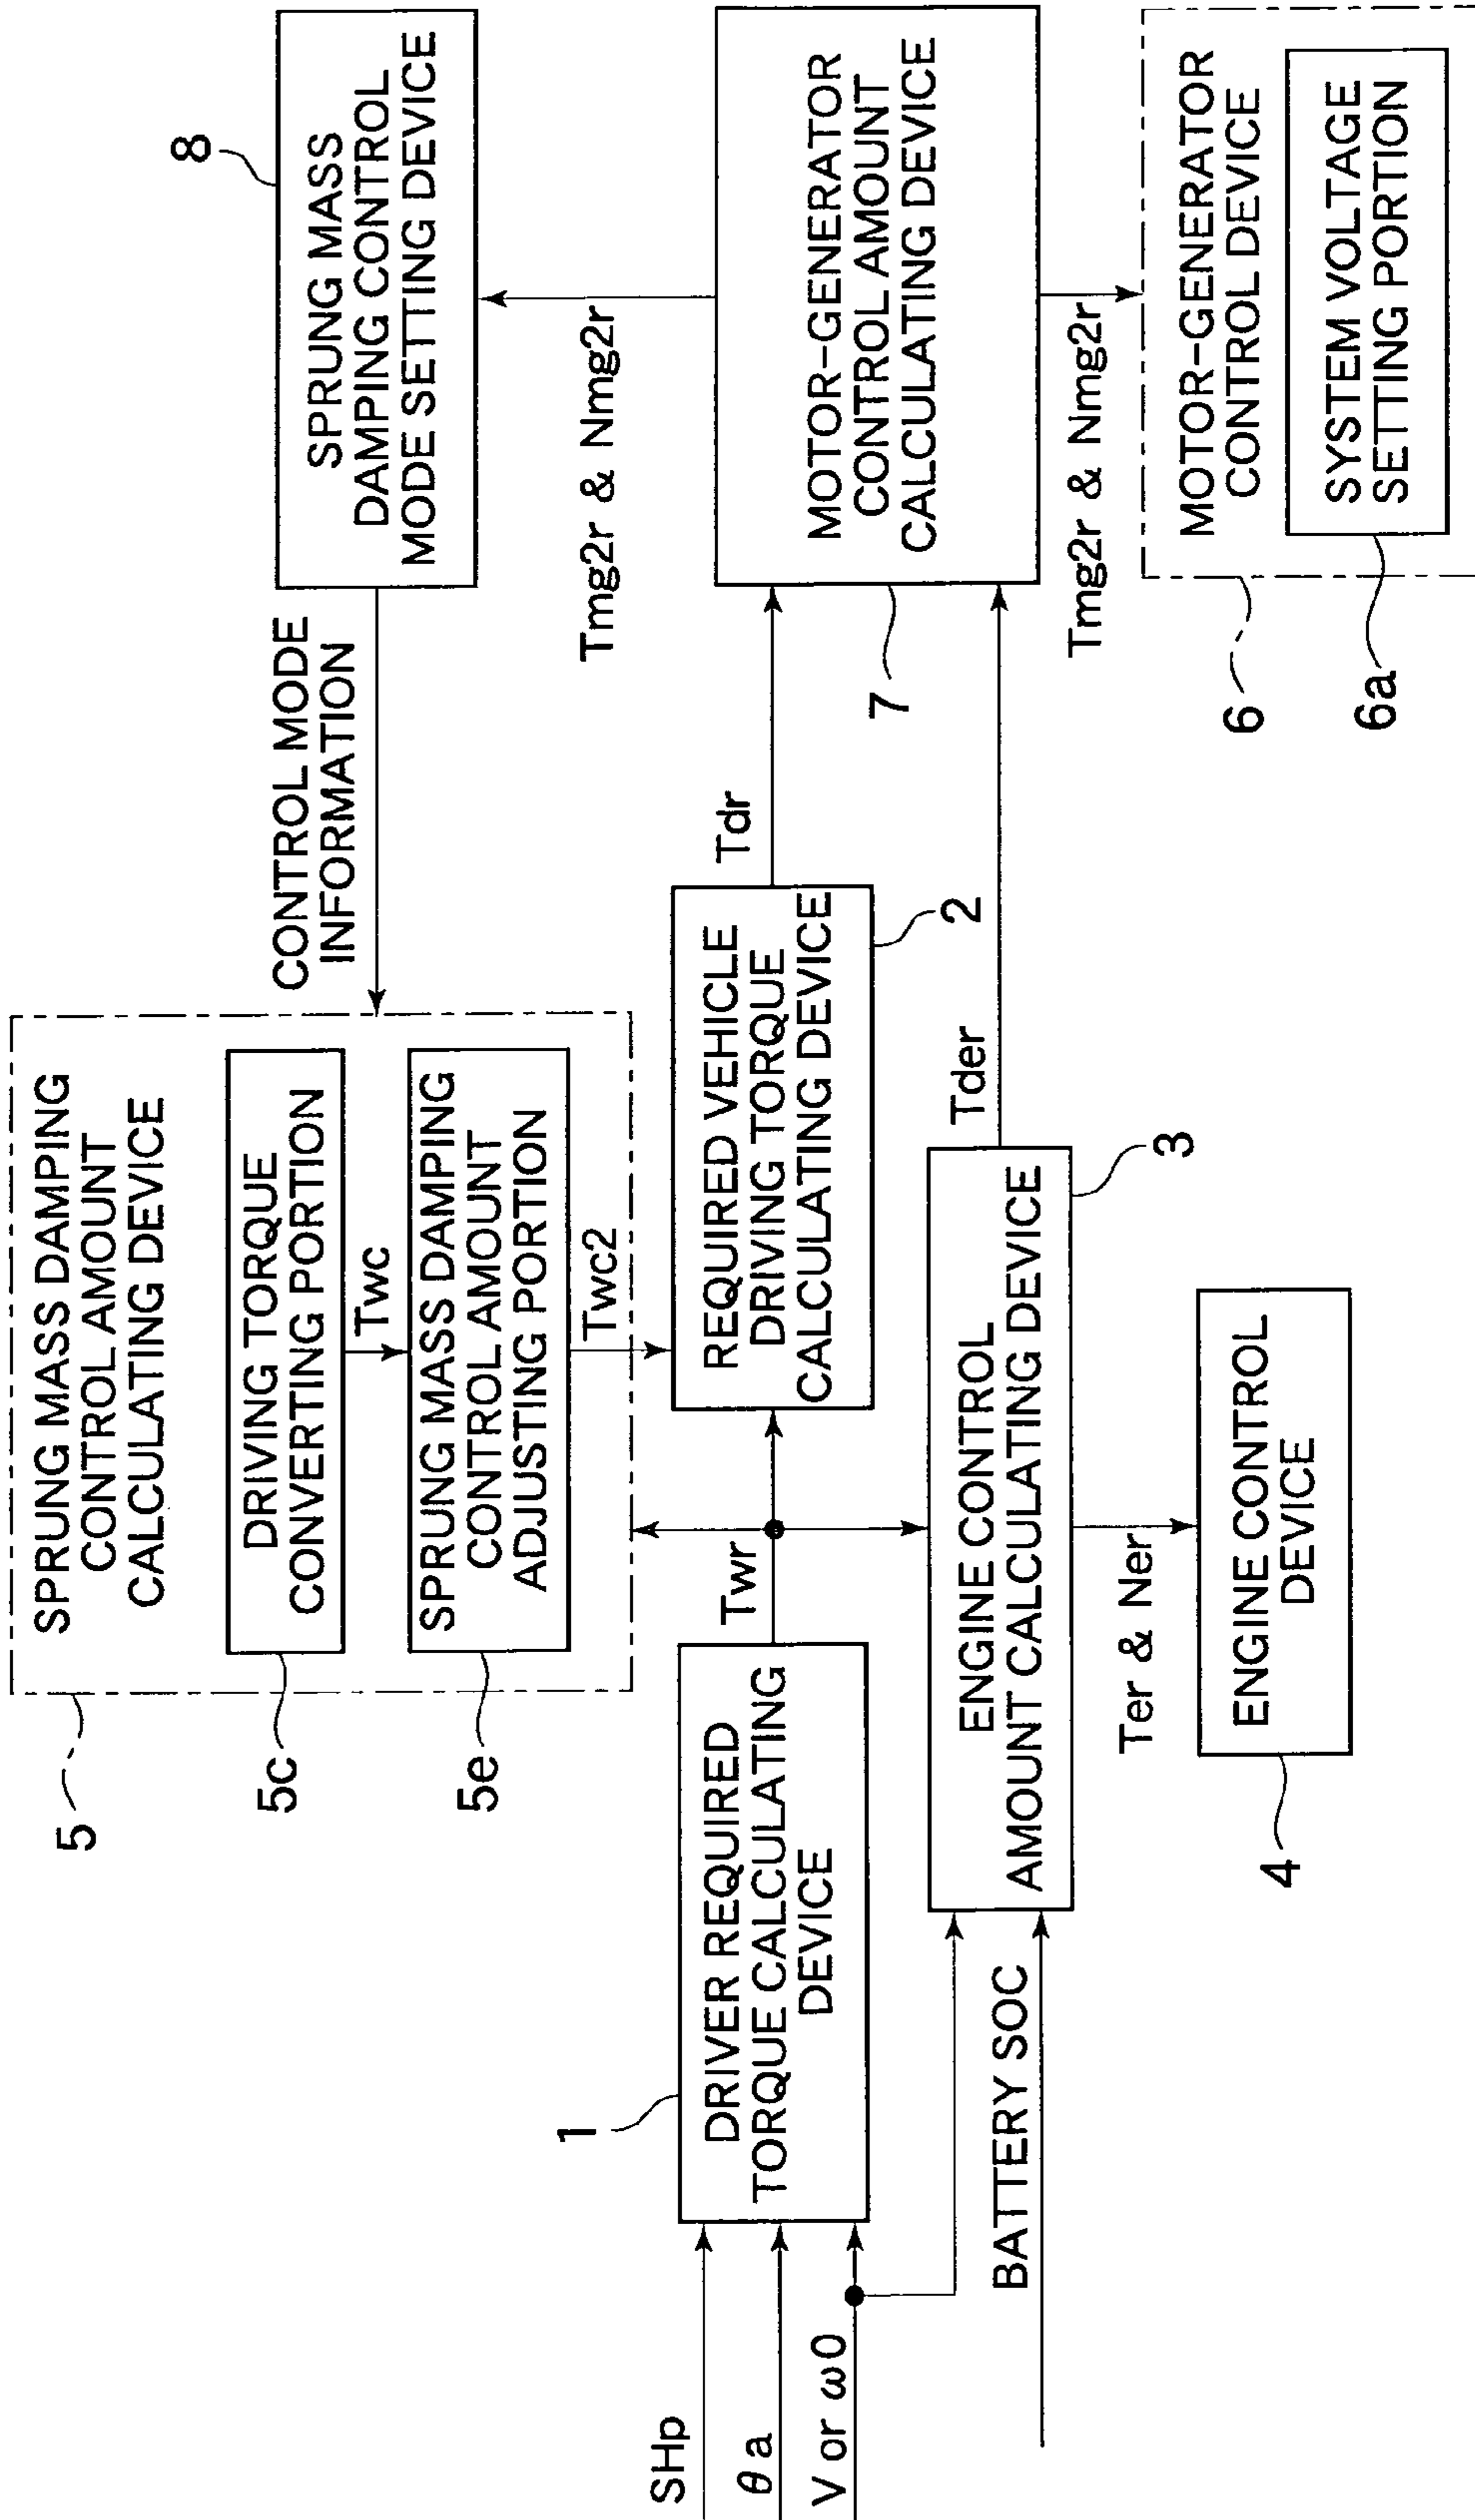 SPRUNG MASS DAMPING
CONTROL AMOUNT
CALCULATING DEVICE
5
DRIVING TORQUE
CONVERTING PORTION
5c
Twc
SPRUNG MASS DAMPING
CONTROL AMOUNT
ADJUSTING PORTION
5e
Twc2
CONTROL MODE
INFORMATION
8
SPRUNG MASS
DAMPING CONTROL
MODE SETTING DEVICE
Tmg2r & Nmg2r
SHp
θa
V or ω0
1
DRIVER REQUIRED
TORQUE CALCULATING
DEVICE
Twr
REQUIRED VEHICLE
DRIVING TORQUE
CALCULATING DEVICE
2
Tdr
MOTOR-GENERATOR
CONTROL AMOUNT
CALCULATING DEVICE
7
BATTERY SOC
ENGINE CONTROL
AMOUNT CALCULATING DEVICE
3
Tder
Tmg2r & Nmg2r
Ter & Ner
ENGINE CONTROL
DEVICE
4
MOTOR-GENERATOR
CONTROL DEVICE
6
SYSTEM VOLTAGE
SETTING PORTION
6a